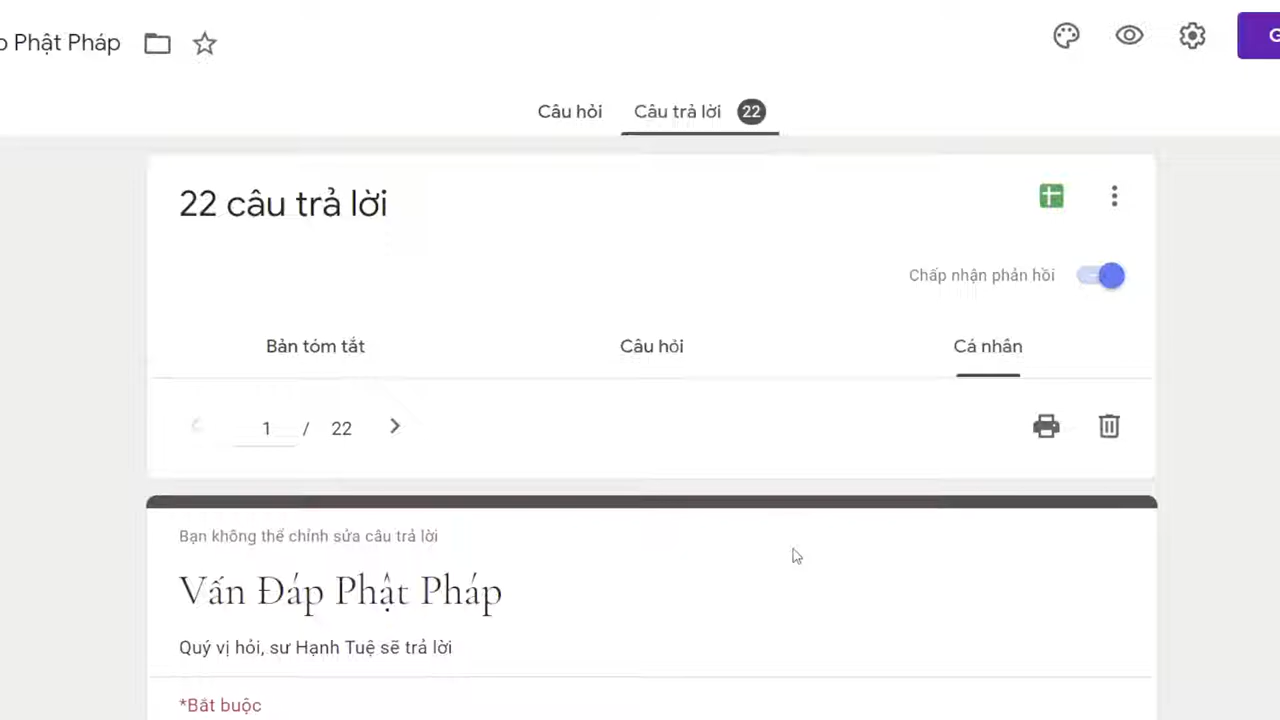 Phật Pháp
Câu hỏi Câu trả lời 22
22 câu trả lời
Chấp nhận phản hồi
Bản tóm tắt Câu hỏi Cá nhân
1 / 22
Bạn không thể chỉnh sửa câu trả lời
Vấn Đáp Phật Pháp
Quý vị hỏi, sư Hạnh Tuệ sẽ trả lời
*Bắt buộc